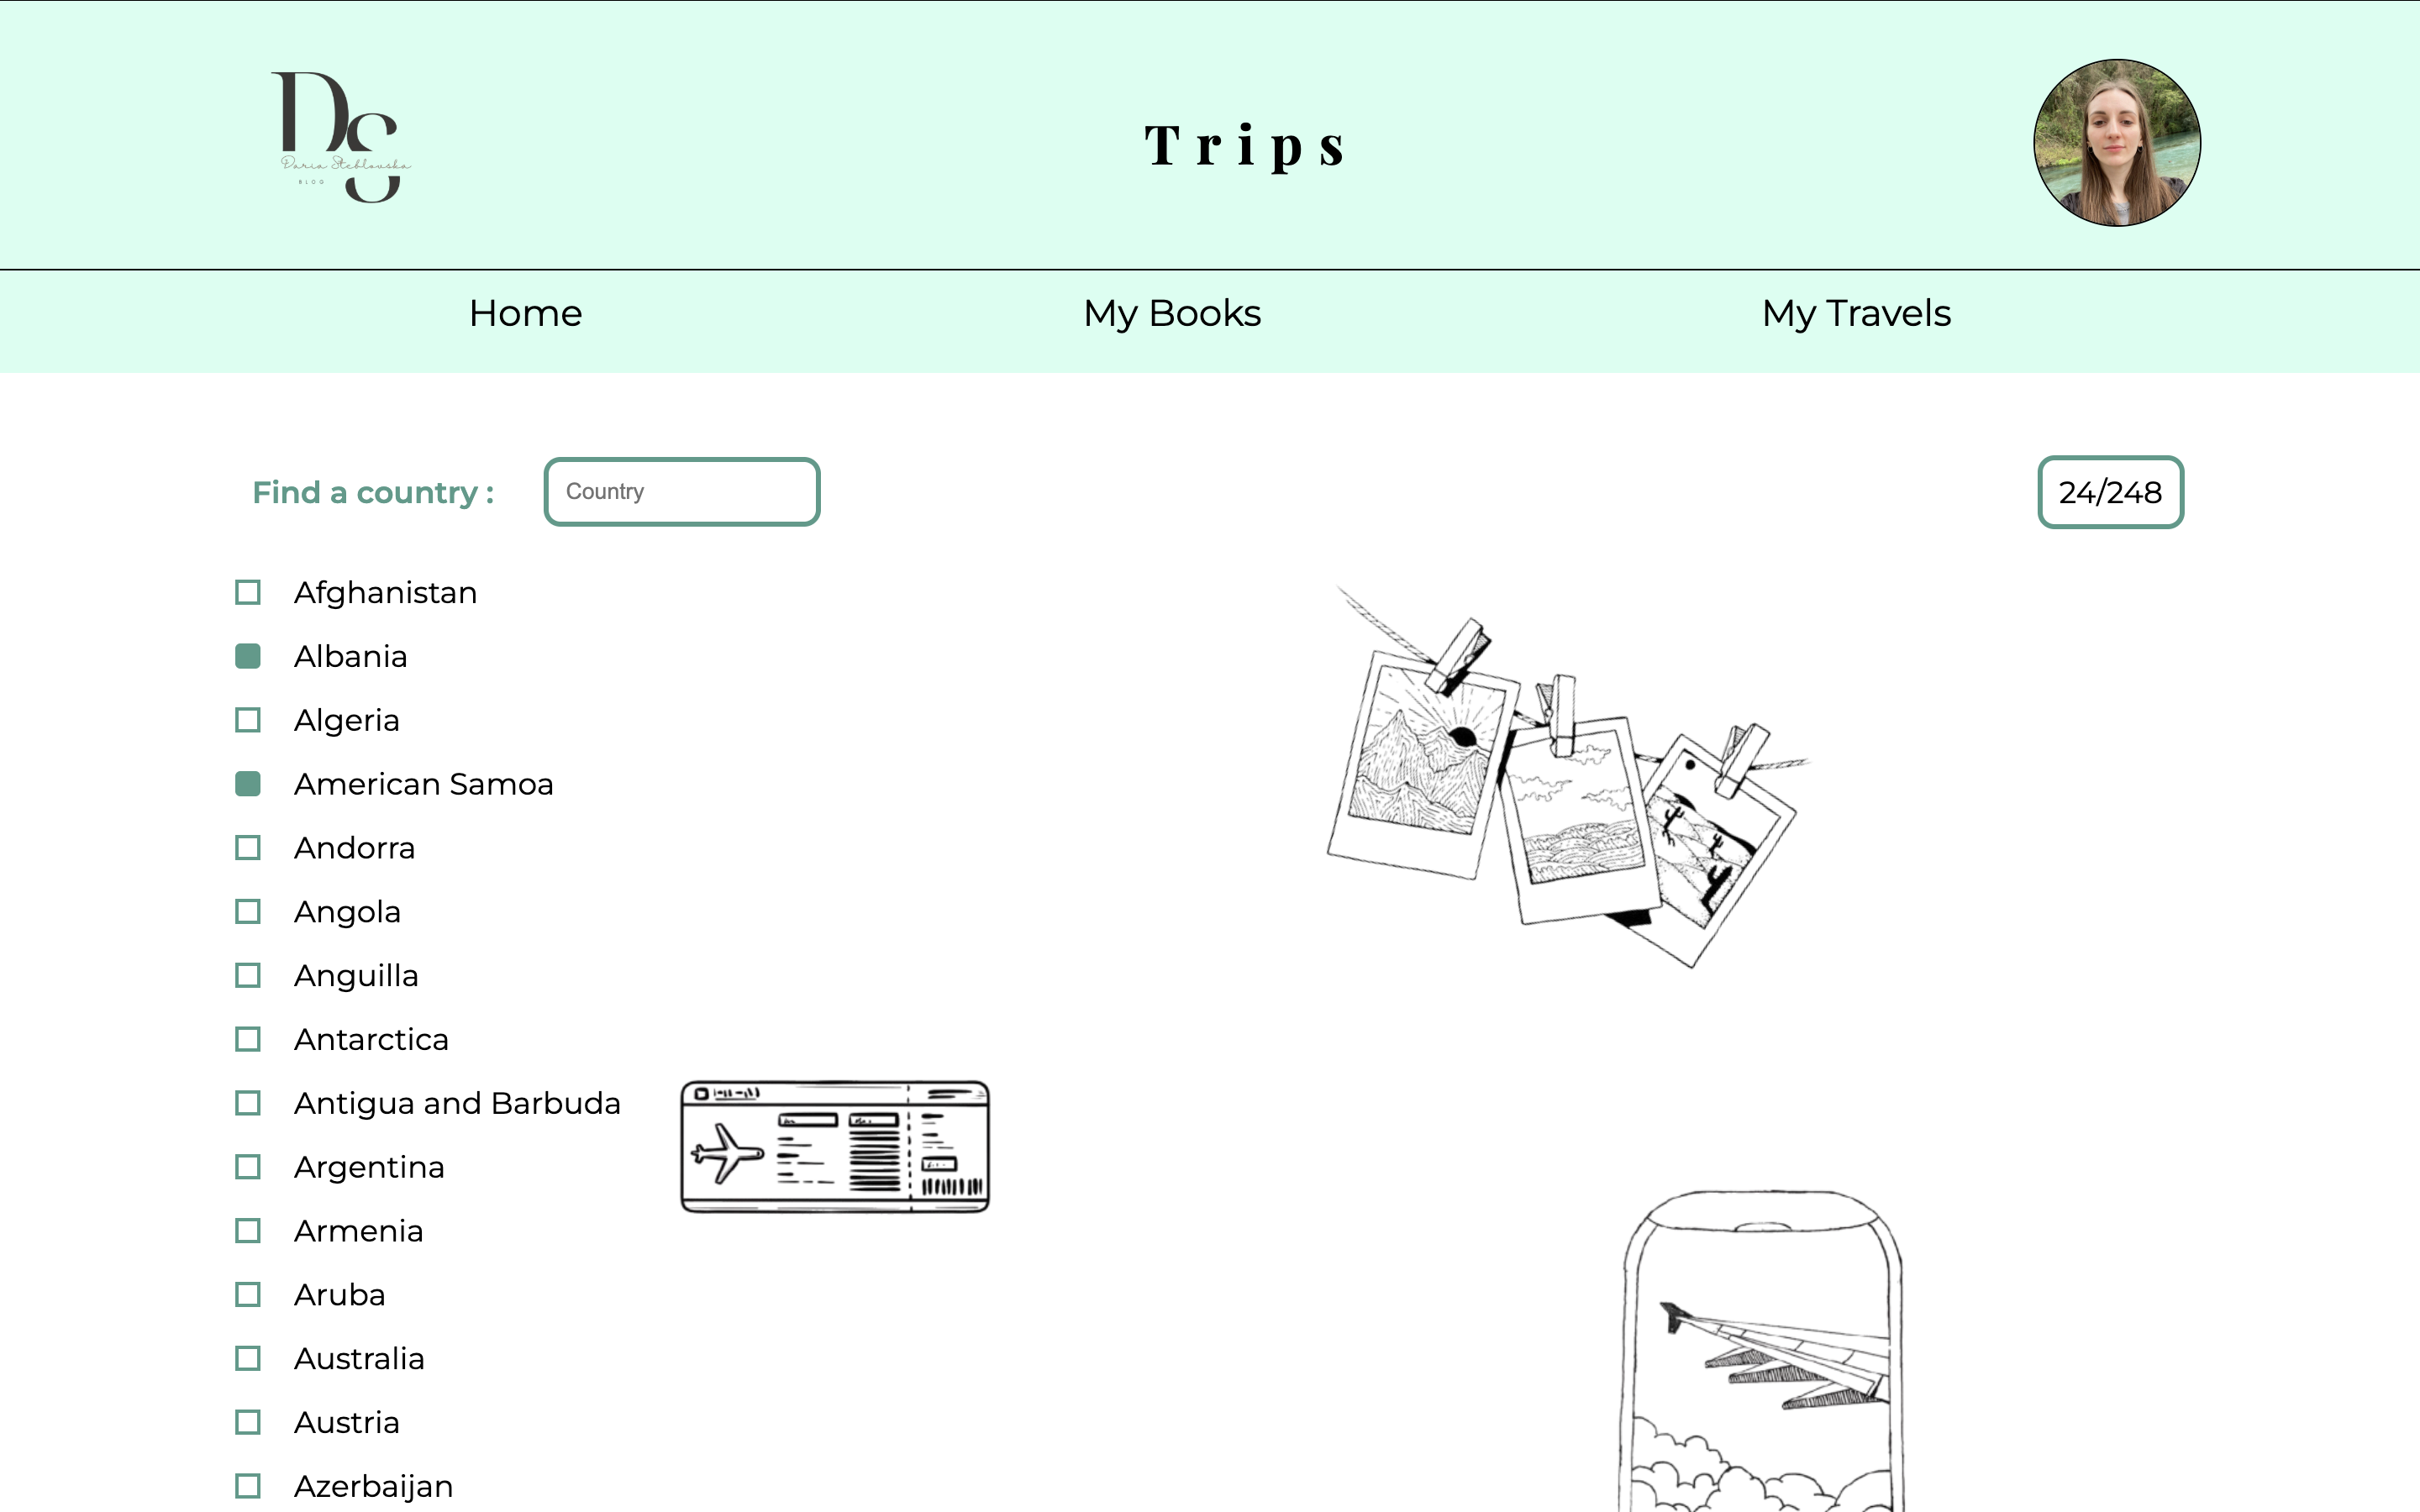 DS
Daria Steblovska
BLOG
Trips
Home
My Books
My Travels
Find a country :
Country
24/248
Afghanistan
Albania
Algeria
American Samoa
Andorra
Angola
Anguilla
Antarctica
Antigua and Barbuda
Argentina
Armenia
Aruba
Australia
Austria
Azerbaijan